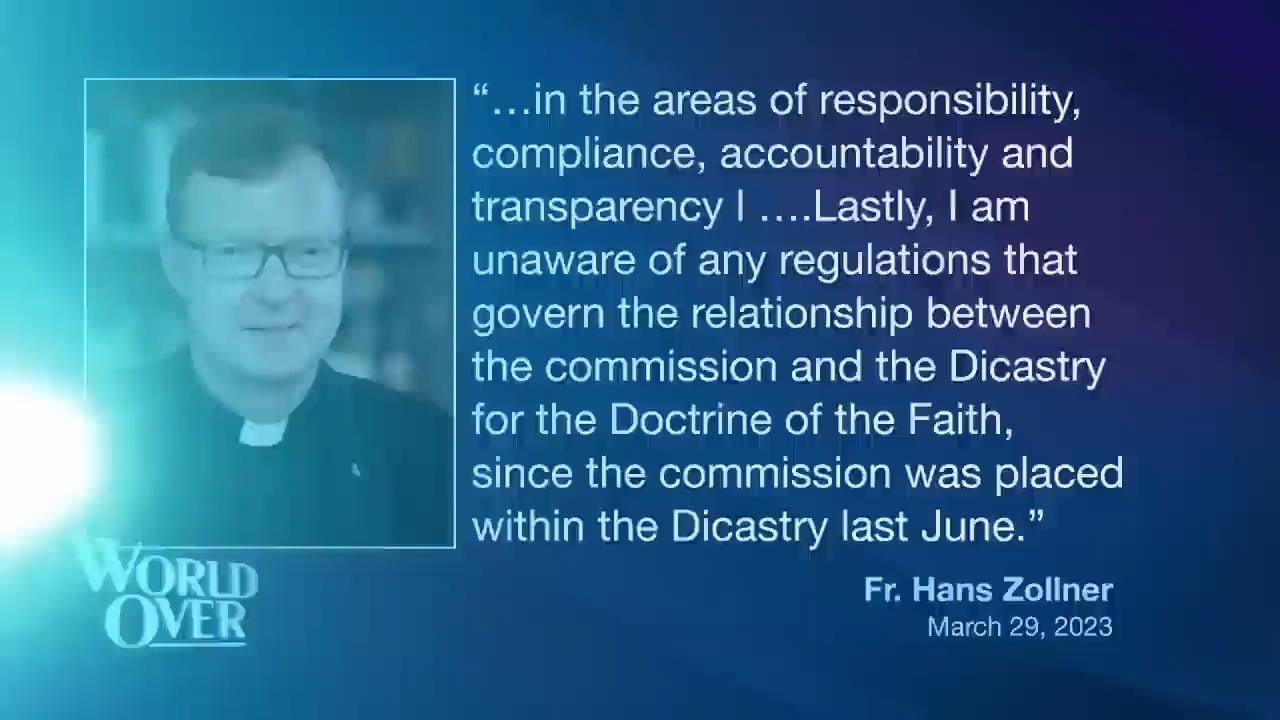 “…in the areas of responsibility,
compliance, accountability and
transparency I ….Lastly, I am
unaware of any regulations that
govern the relationship between
the commission and the Dicastry
for the Doctrine of the Faith,
since the commission was placed
within the Dicastry last June.”
Fr. Hans Zollner
March 29, 2023
WORLD
OVER